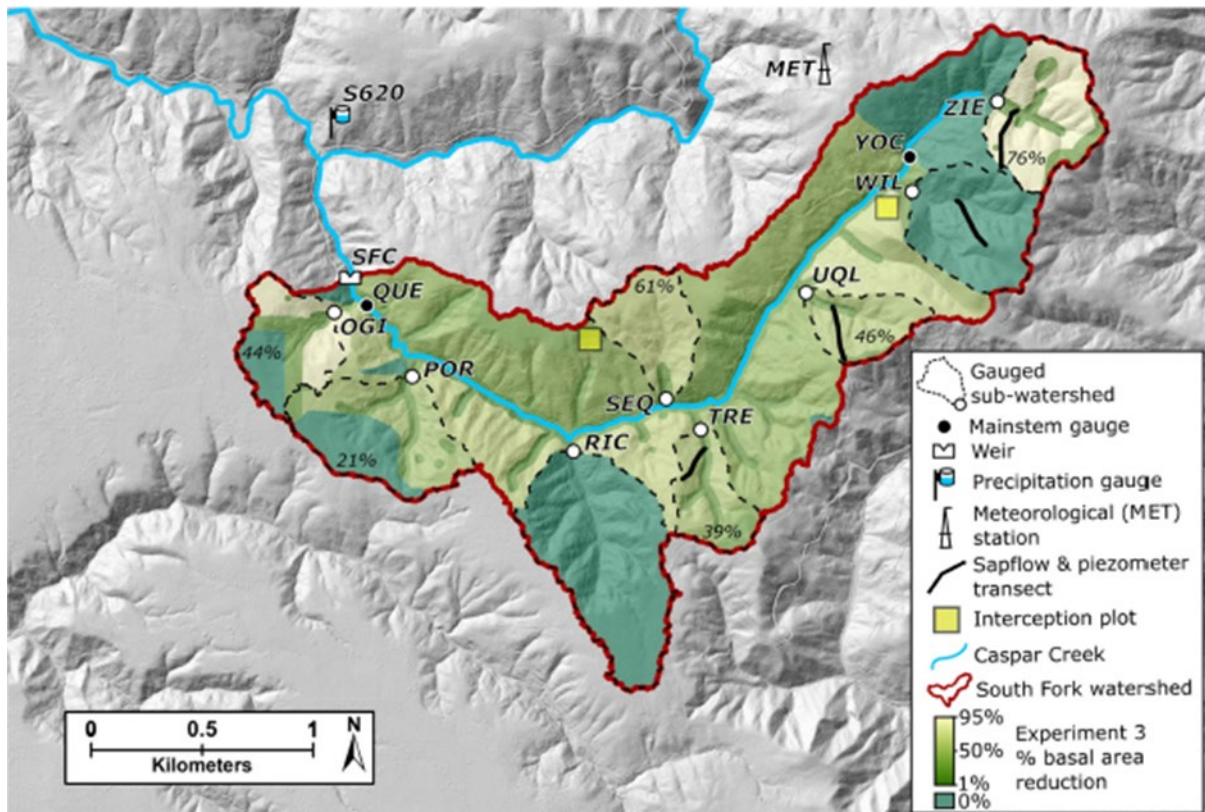 MET
S620
ZIE
YOC
76%
WIL
SFC
61%
UQL
QUE
OGI
44%
46%
POR
SEQ
TRE
RIC
21%
39%
Gauged
sub-watershed
Mainstem gauge
Weir
Precipitation gauge
Meteorological (MET)
station
Sapflow & piezometer
transect
Interception plot
Caspar Creek
South Fork watershed
95%
50%
1%
0%
Experiment 3
% basal area
reduction
0 0.5 1
Kilometers
N